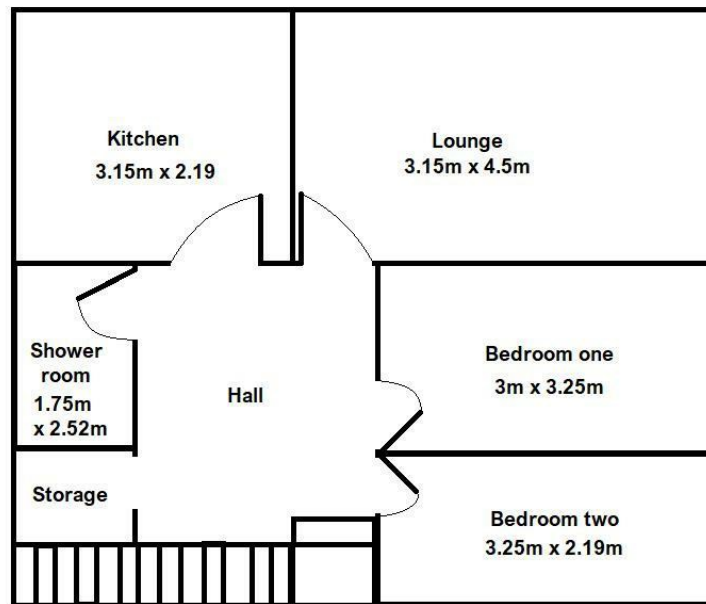 Kitchen
3.15m x 2.19
Lounge
3.15m x 4.5m
Shower
room
1.75m
x 2.52m
Hall
Bedroom one
3m x 3.25m
Storage
Bedroom two
3.25m x 2.19m